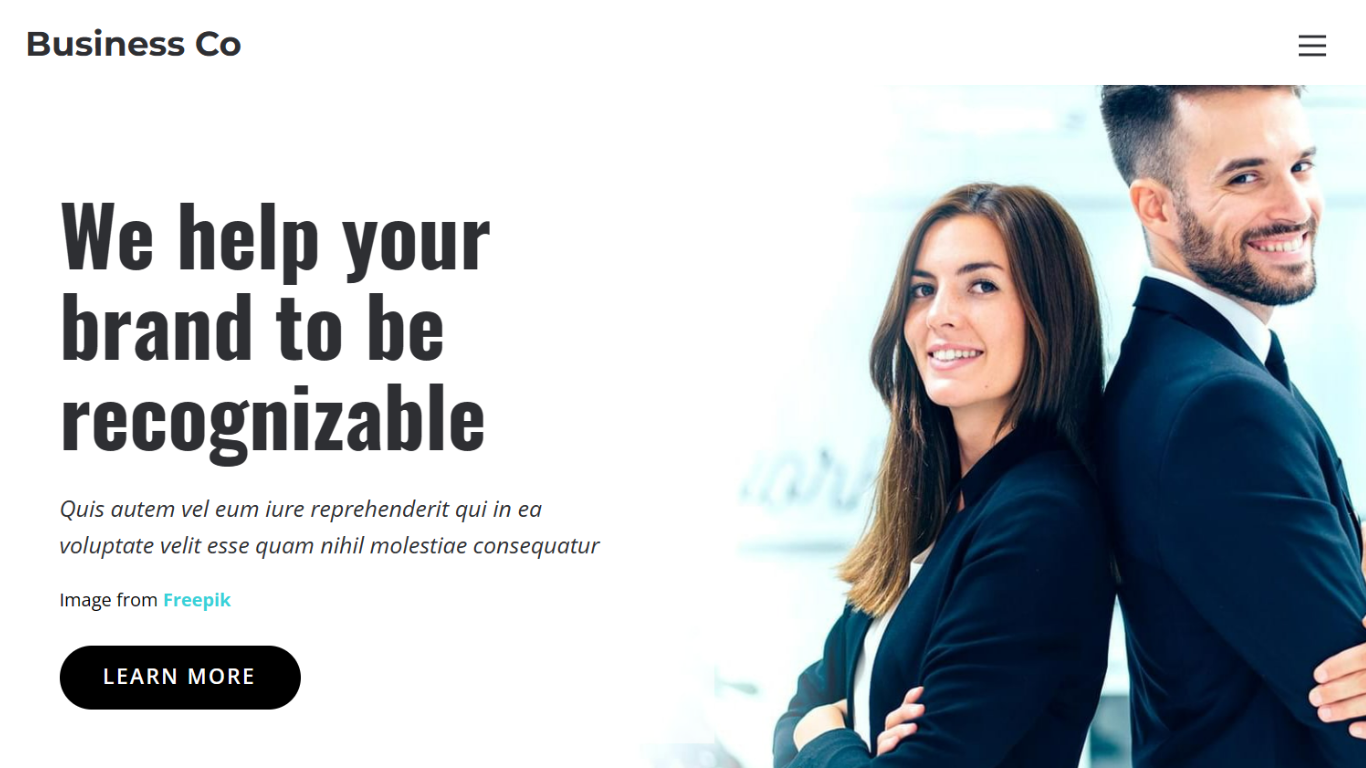 Business Co
We help your
brand to be
recognizable
Quis autem vel eum iure reprehenderit qui in ea
voluptate velit esse quam nihil molestiae consequatur
Image from Freepik
LEARN MORE